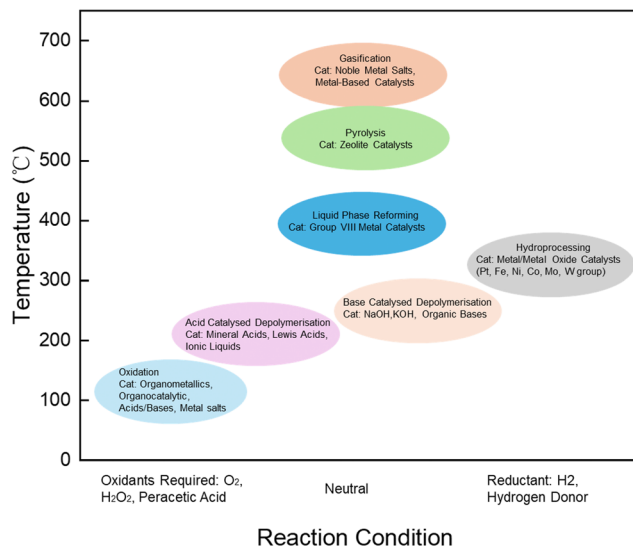 700
600
500
400
300
200
100
0
Temperature (℃)
Gasification
Cat: Noble Metal Salts,
Metal-Based Catalysts
Pyrolysis
Cat: Zeolite Catalysts
Liquid Phase Reforming
Cat: Group VIII Metal Catalysts
Hydroprocessing
Cat: Metal/Metal Oxide Catalysts
(Pt, Fe, Ni, Co, Mo, W group)
Base Catalysed Depolymerisation
Cat: NaOH,KOH, Organic Bases
Acid Catalysed Depolymerisation
Cat: Mineral Acids, Lewis Acids,
Ionic Liquids
Oxidation
Cat: Organometallics,
Organocatalytic,
Acids/Bases, Metal salts
Oxidants Required: O₂,
H₂O₂, Peracetic Acid
Neutral
Reductant: H2,
Hydrogen Donor
Reaction Condition